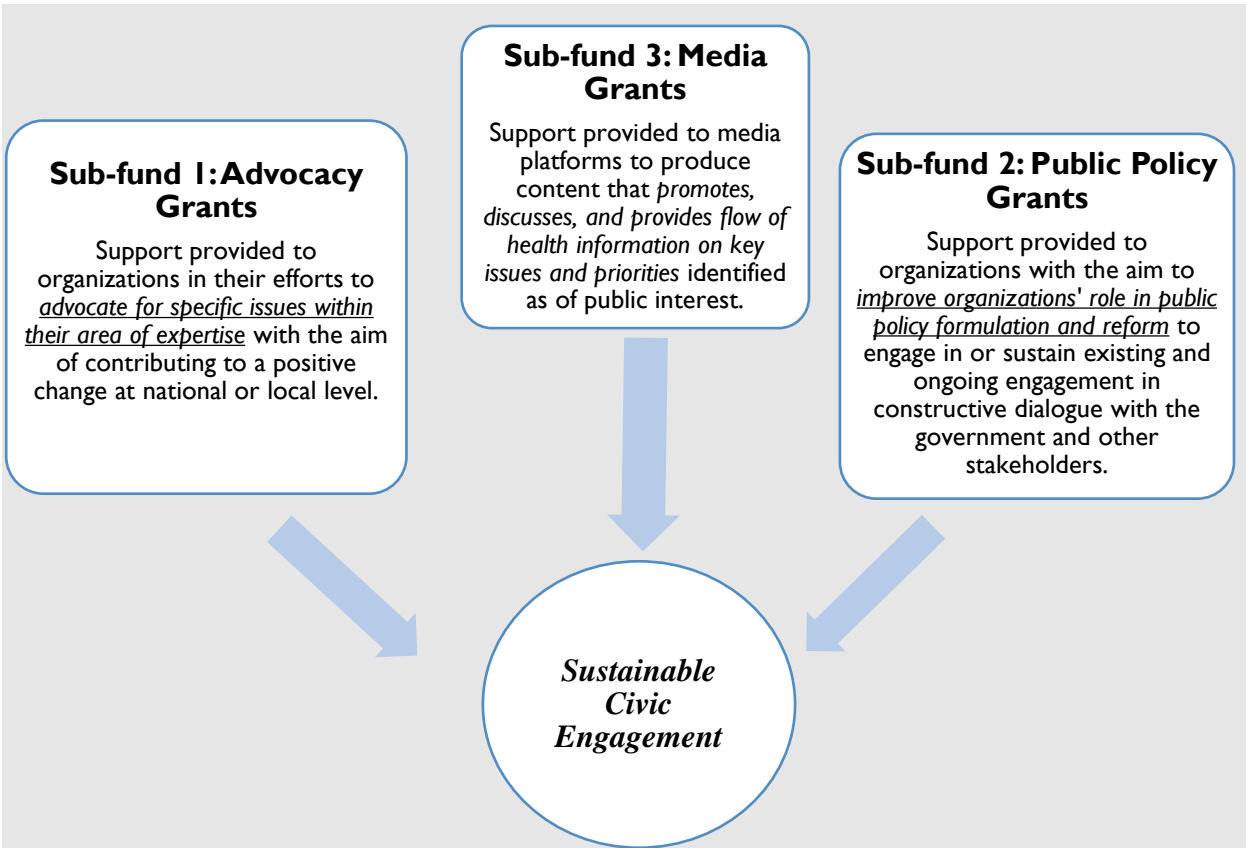 Sub-fund 1: Advocacy
Grants
Support provided to
organizations in their efforts to
advocate for specific issues within
their area of expertise with the aim
of contributing to a positive
change at national or local level.
Sub-fund 3: Media
Grants
Support provided to media
platforms to produce
content that promotes,
discusses, and provides flow of
health information on key
issues and priorities identified
as of public interest.
Sub-fund 2: Public Policy
Grants
Support provided to
organizations with the aim to
improve organizations' role in public
policy formulation and reform to
engage in or sustain existing and
ongoing engagement in
constructive dialogue with the
government and other
stakeholders.
Sustainable
Civic
Engagement